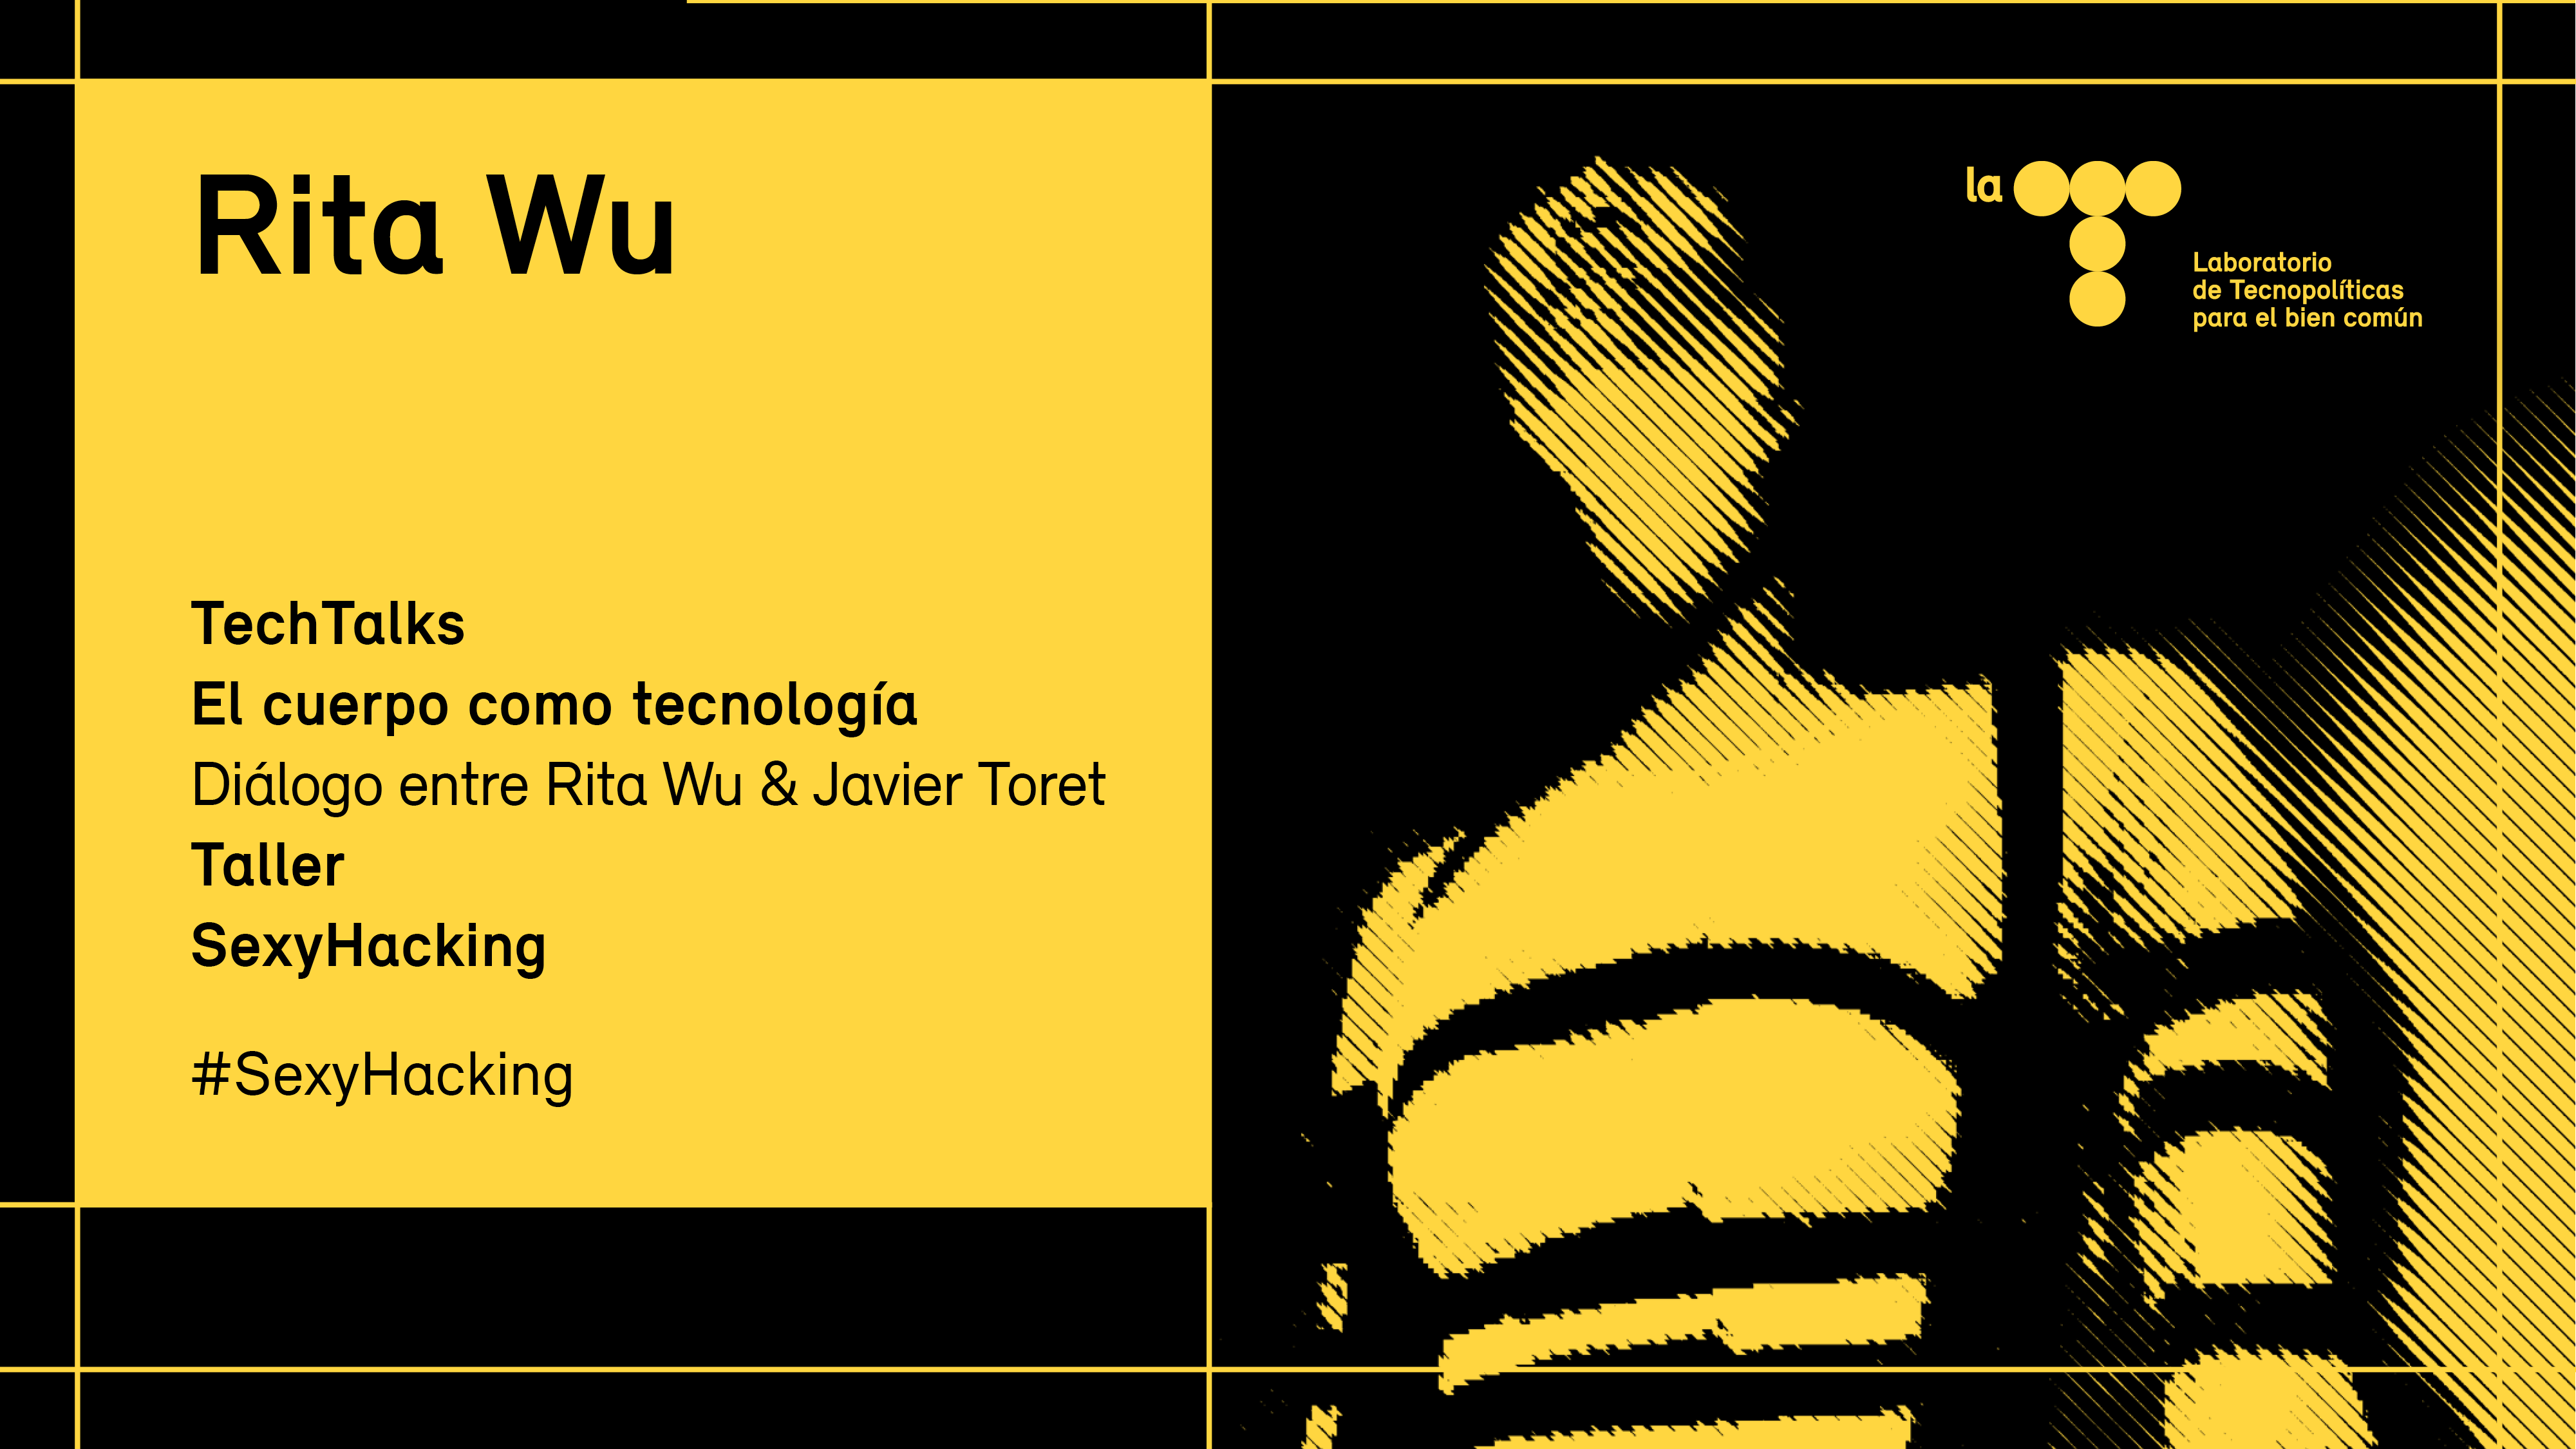 Rita Wu
TechTalks
El cuerpo como tecnología
Diálogo entre Rita Wu & Javier Toret
Taller
SexyHacking
#SexyHacking
la
Laboratorio
de Tecnopolíticas
para el bien común